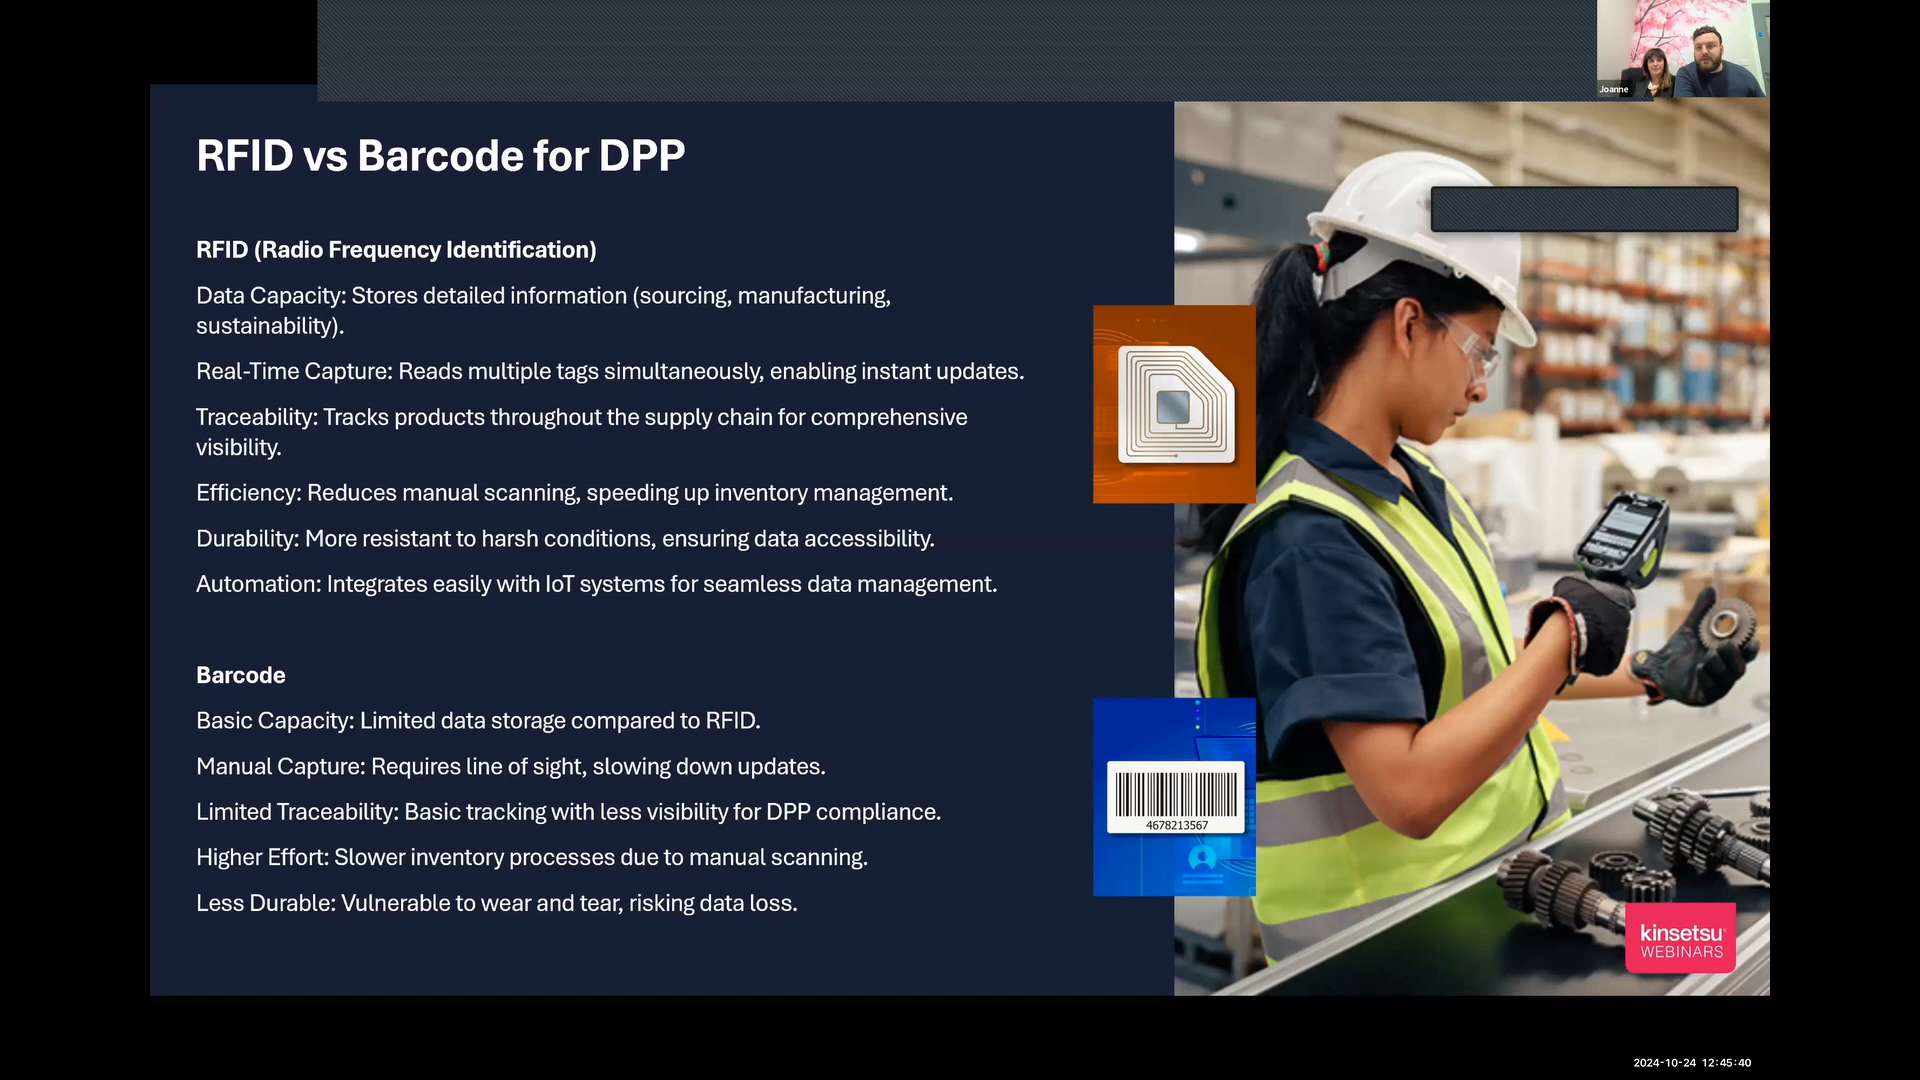 Joanne
RFID vs Barcode for DPP
RFID (Radio Frequency Identification)
Data Capacity: Stores detailed information (sourcing, manufacturing,
sustainability).
Real-Time Capture: Reads multiple tags simultaneously, enabling instant updates.
Traceability: Tracks products throughout the supply chain for comprehensive
visibility.
Efficiency: Reduces manual scanning, speeding up inventory management.
Durability: More resistant to harsh conditions, ensuring data accessibility.
Automation: Integrates easily with IoT systems for seamless data management.
Barcode
Basic Capacity: Limited data storage compared to RFID.
Manual Capture: Requires line of sight, slowing down updates.
Limited Traceability: Basic tracking with less visibility for DPP compliance.
Higher Effort: Slower inventory processes due to manual scanning.
Less Durable: Vulnerable to wear and tear, risking data loss.
4678213567
kinsetsu
WEBINARS
2024-10-24 12:45:40